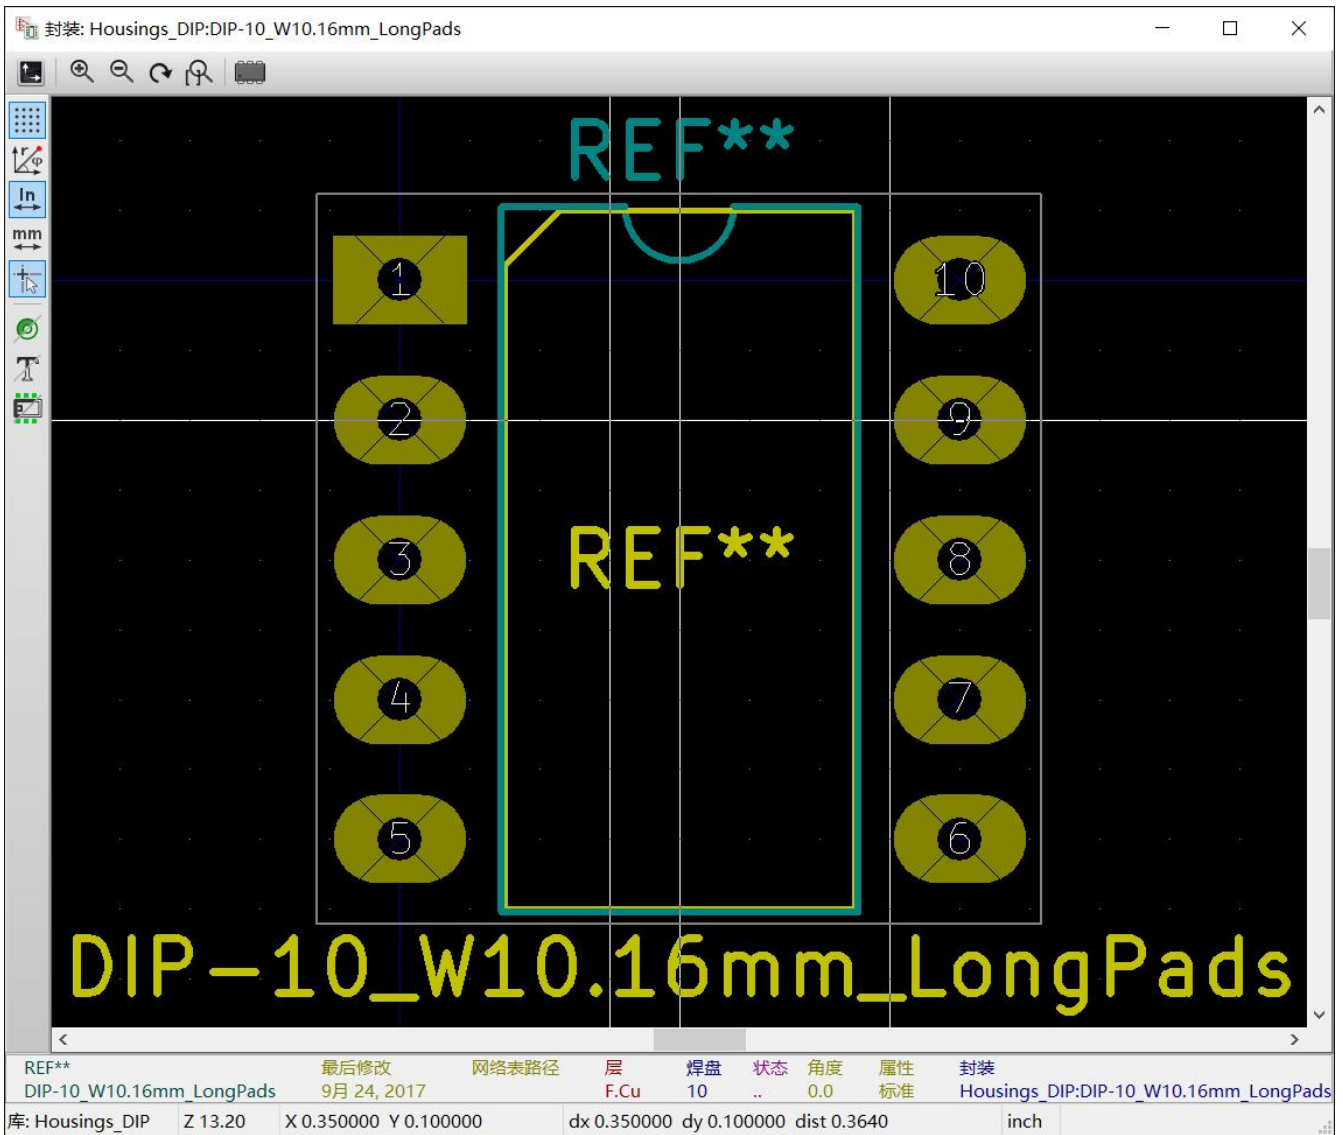 封装: Housings_DIP:DIP-10_W10.16mm_LongPads
In
mm
REF**
1 10
2 9
3 8
REF**
4 7
5 6
DIP-10_W10.16mm_LongPads
REF** 最后修改 网络表路径 层 焊盘 状态 角度 属性 封装
DIP-10_W10.16mm_LongPads 9月 24, 2017 F.Cu 10 .. 0.0 标准 Housings_DIP:DIP-10_W10.16mm_LongPads
库: Housings_DIP Z 13.20 X 0.350000 Y 0.100000 dx 0.350000 dy 0.100000 dist 0.3640 inch